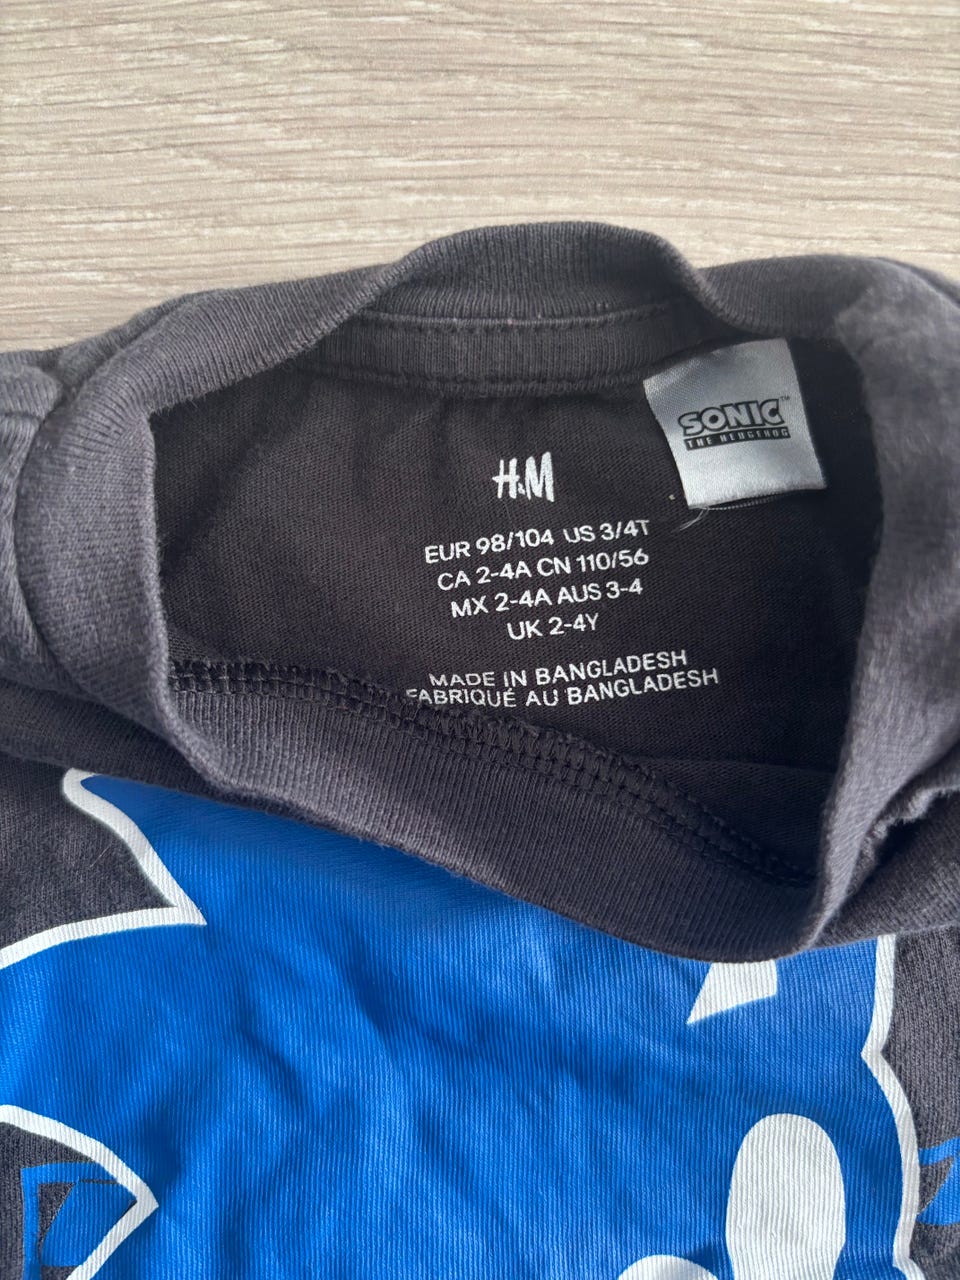 SONIC™
THE HEDGEHOG
H&M
EUR 98/104 US 3/4T
CA 2-4A CN 110/56
MX 2-4A AUS 3-4
UK 2-4Y
MADE IN BANGLADESH
FABRIQUÉ AU BANGLADESH